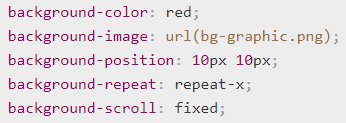 background-color: red;
background-image: url(bg-graphic.png);
background-position: 10px 10px;
background-repeat: repeat-x;
background-scroll: fixed;